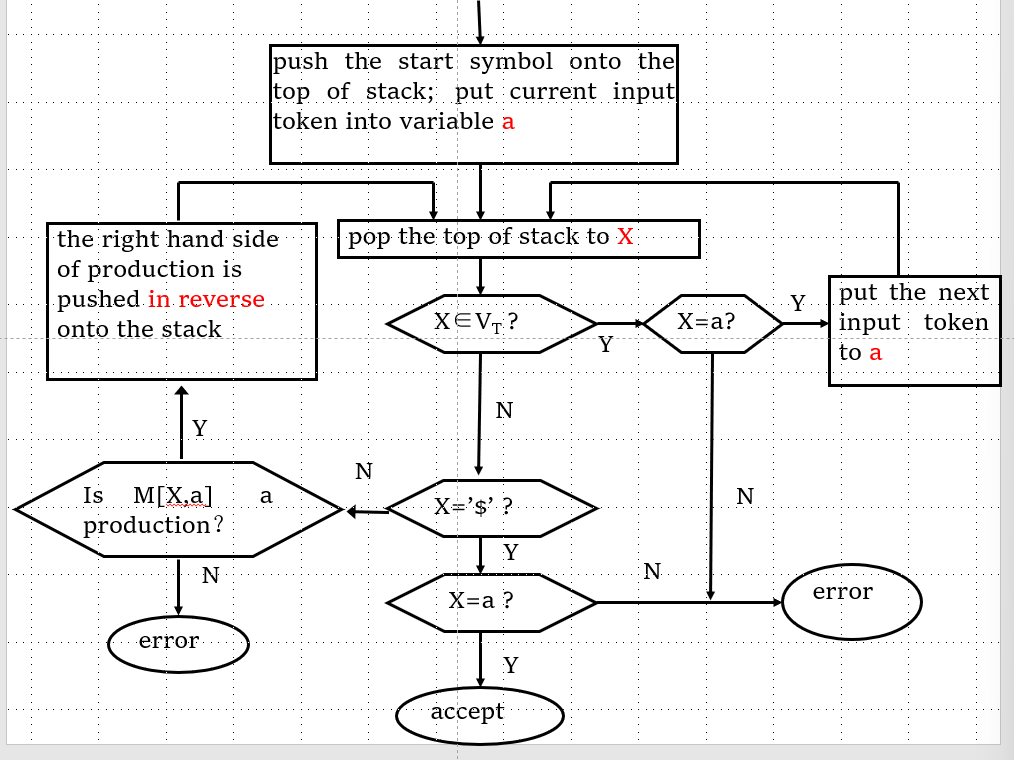 push the start symbol onto the
top of stack; put current input
token into variable a
pop the top of stack to X
the right hand side
of production is
pushed in reverse
onto the stack
X∈V_T ?
Y
X=a?
Y
put the next
input token
to a
N
Y
N
Is M[X,a] a
production?
N
X='$' ?
N
Y
N
X=a ?
N
error
error
Y
accept